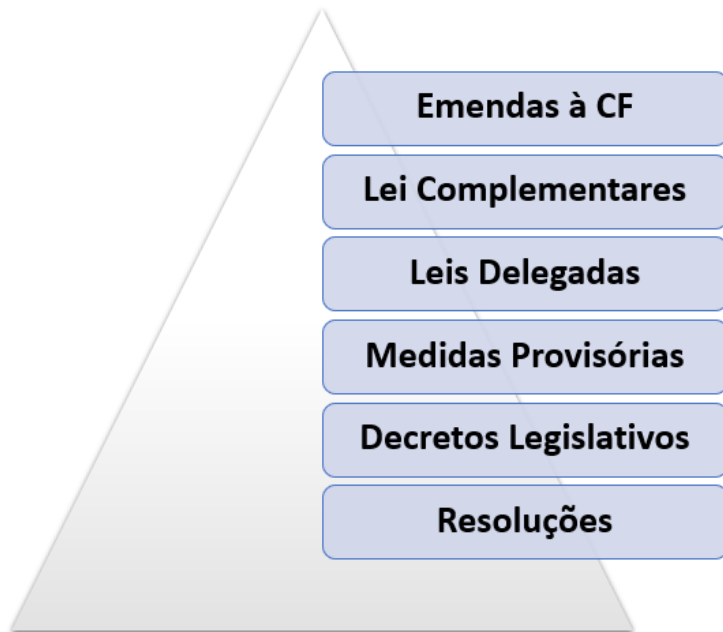 Emendas à CF
Lei Complementares
Leis Delegadas
Medidas Provisórias
Decretos Legislativos
Resoluções